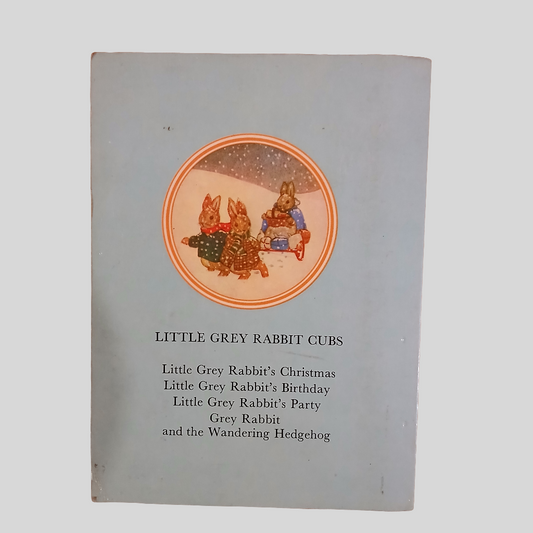 LITTLE GREY RABBIT CUBS
Little Grey Rabbit's Christmas
Little Grey Rabbit's Birthday
Little Grey Rabbit's Party
Grey Rabbit
and the Wandering Hedgehog